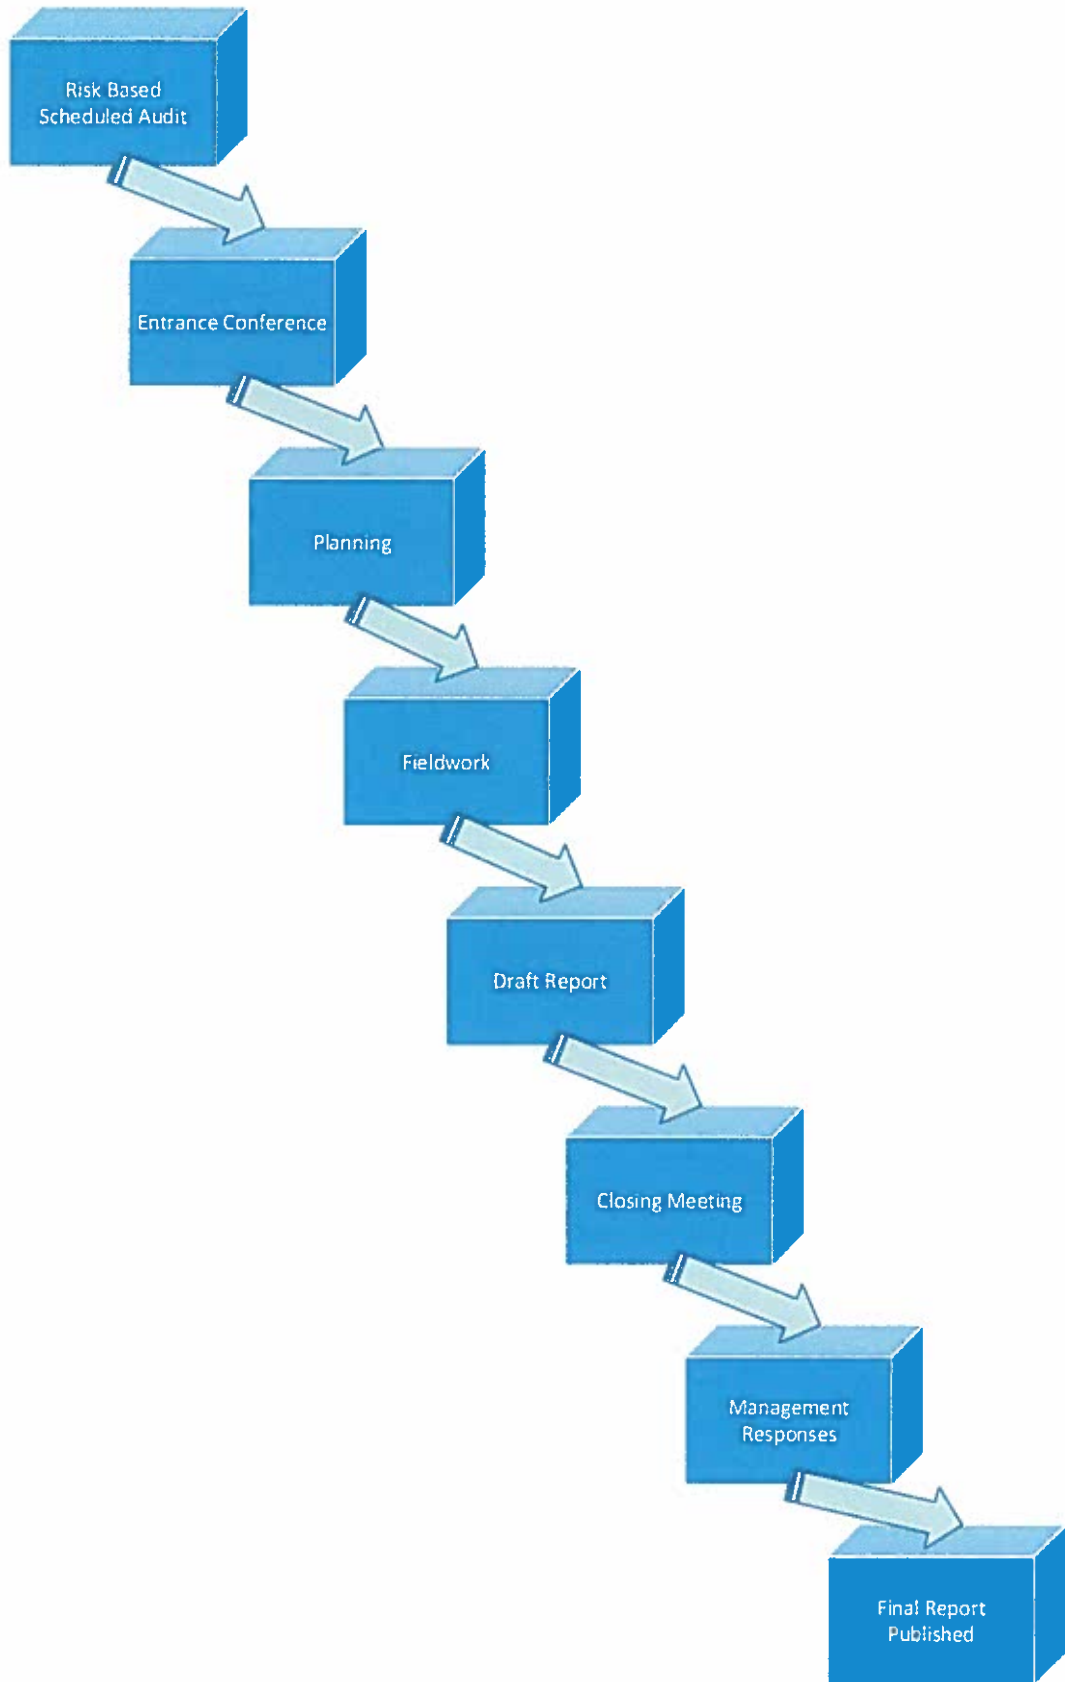 Risk Based
Scheduled Audit
Entrance Conference
Planning
Fieldwork
Draft Report
Closing Meeting
Management
Responses
Final Report
Published